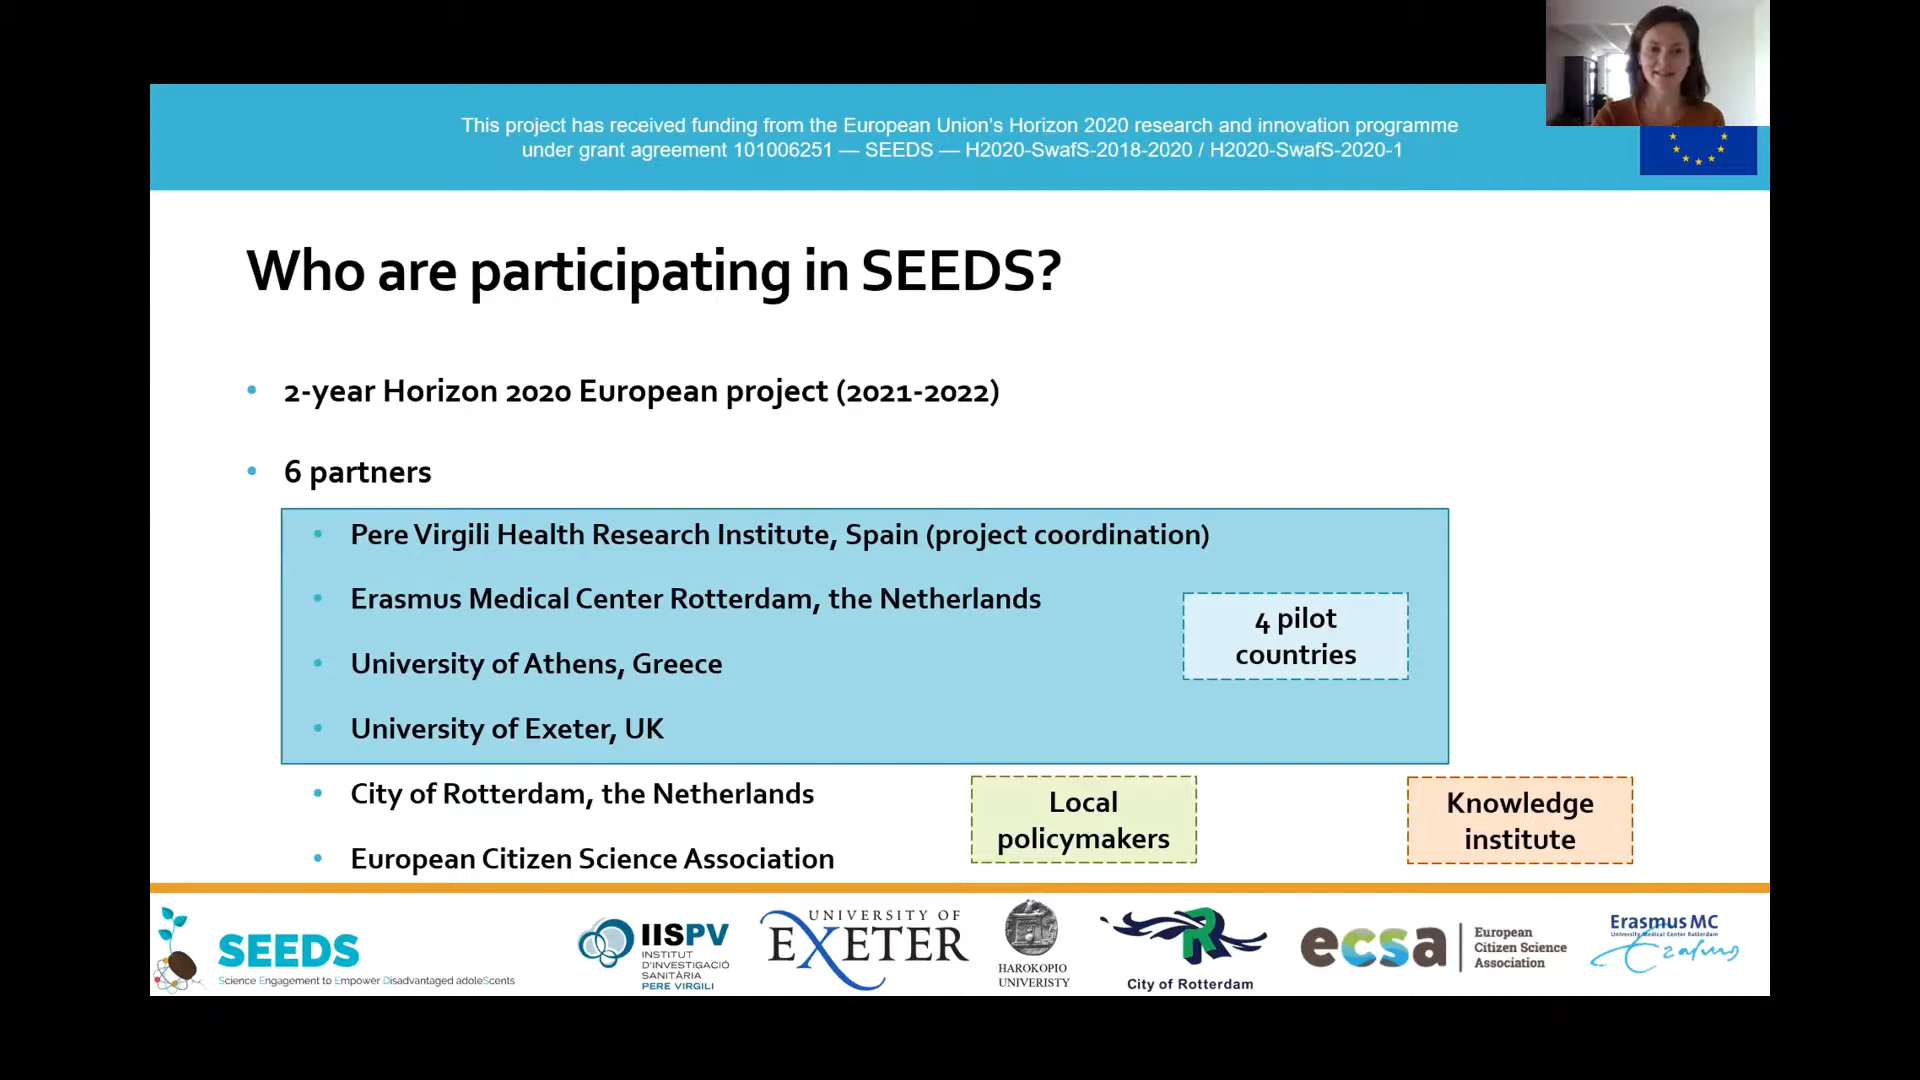 This project has received funding from the European Union's Horizon 2020 research and innovation programme
under grant agreement 101006251 — SEEDS — H2020-SwafS-2018-2020 / H2020-SwafS-2020-1
Who are participating in SEEDS?
• 2-year Horizon 2020 European project (2021-2022)
• 6 partners
• Pere Virgili Health Research Institute, Spain (project coordination)
• Erasmus Medical Center Rotterdam, the Netherlands
• University of Athens, Greece
• University of Exeter, UK
4 pilot
countries
• City of Rotterdam, the Netherlands
• European Citizen Science Association
Local
policymakers
Knowledge
institute
SEEDS
Science Engagement to Empower Disadvantaged adoleScents
IISPV
INSTITUT
D'INVESTIGACIÓ
SANITÀRIA
PERE VIRGILI
UNIVERSITY OF
EXETER
HAROKOPIO
UNIVERISTY
R
City of Rotterdam
ecsa
European
Citizen Science
Association
Erasmus MC
University Medical Center Rotterdam
Erasmus